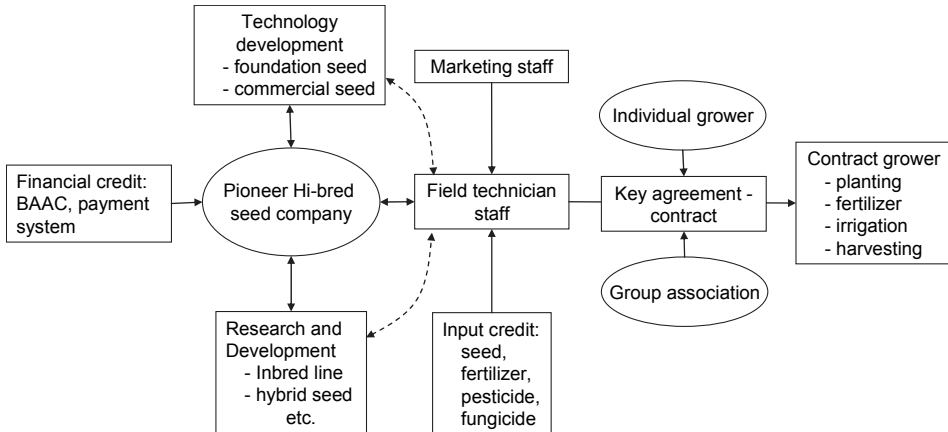 Technology
development
- foundation seed
- commercial seed
Marketing staff
Individual grower
Financial credit:
BAAC, payment
system
Pioneer Hi-bred
seed company
Field technician
staff
Key agreement -
contract
Contract grower
- planting
- fertilizer
- irrigation
- harvesting
Group association
Research and
Development
- Inbred line
- hybrid seed
etc.
Input credit:
seed,
fertilizer,
pesticide,
fungicide